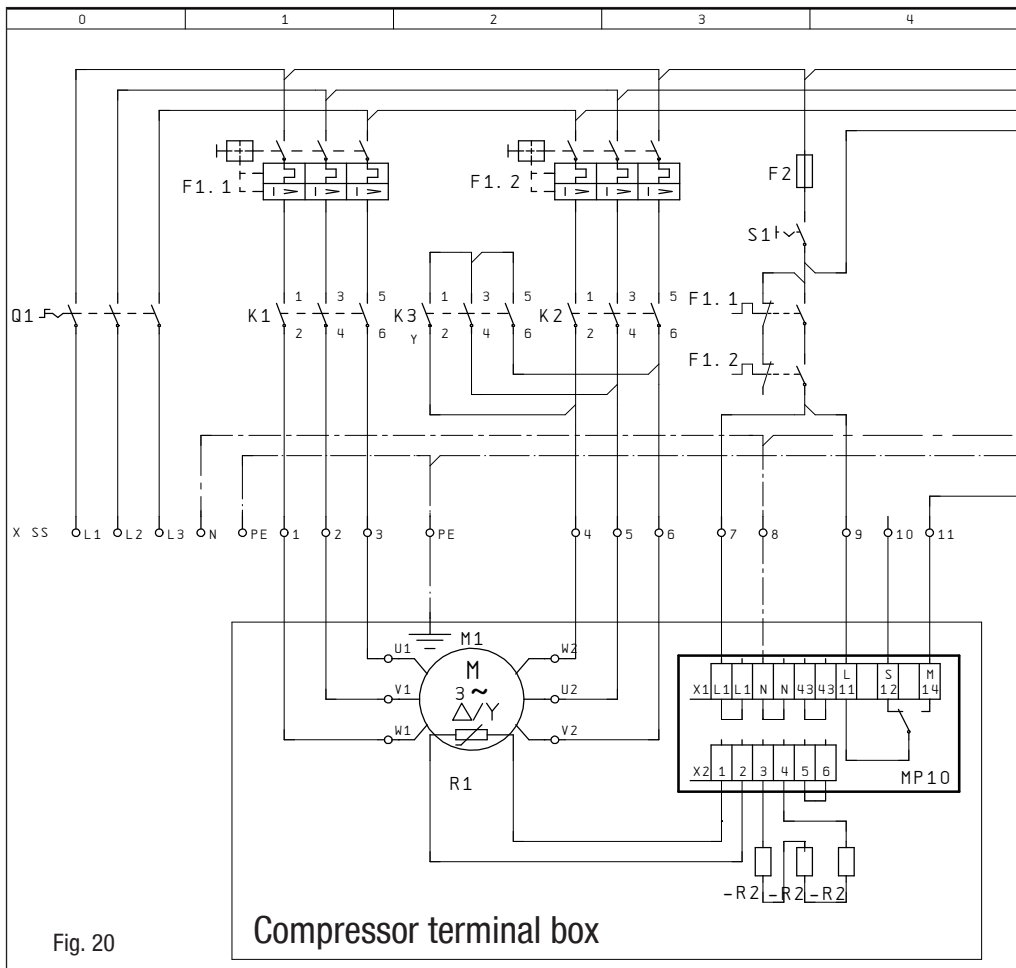 0 1 2 3 4
F1.1
F1.2
F2
I> I> I> I> I> I>
S1
1 3 5 1 3 5 1 3 5
F1.1
Q1 K1 K3 K2
2 4 6 Y 2 4 6 2 4 6
F1.2
X SS L1 L2 L3 N PE 1 2 3 PE 4 5 6 7 8 9 10 11
M1
U1 W2
M
3 ~
Δ/Y
V1 U2
W1 V2
R1
L S M
X1 L1 L1 N N 43 43 11 12 14
X2 1 2 3 4 5 6
MP10
-R2 -R2 -R2
Fig. 20
Compressor terminal box